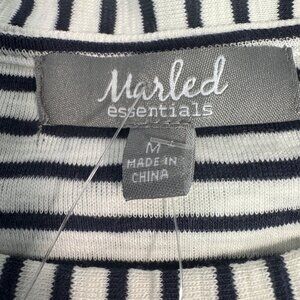 Marled
essentials
M
MADE IN
CHINA